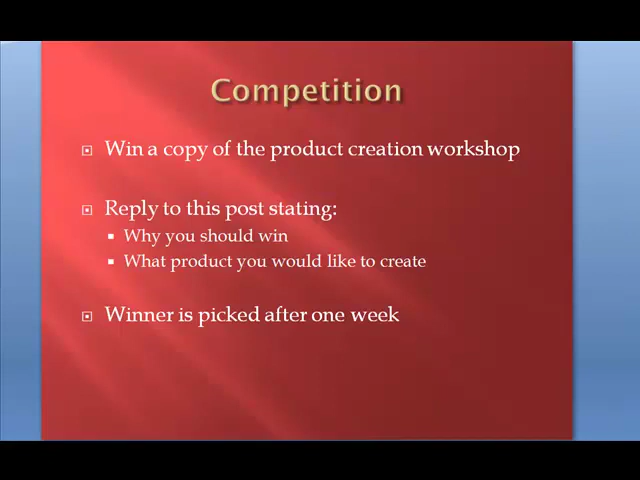 Competition
Win a copy of the product creation workshop
Reply to this post stating:
Why you should win
What product you would like to create
Winner is picked after one week